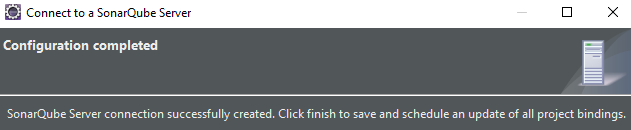 Connect to a SonarQube Server
Configuration completed
SonarQube Server connection successfully created. Click finish to save and schedule an update of all project bindings.